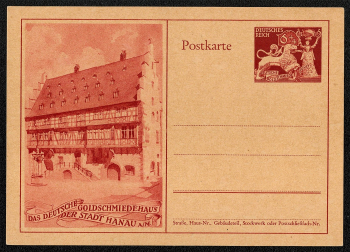 Postkarte
DEUTSCHES
REICH
DAS DEUTSCHE GOLDSCHMIEDEHAUS
DER STADT HANAU A/M
Straße, Haus-Nr., Gebäudeteil, Stockwerk oder Postschließfach-Nr.